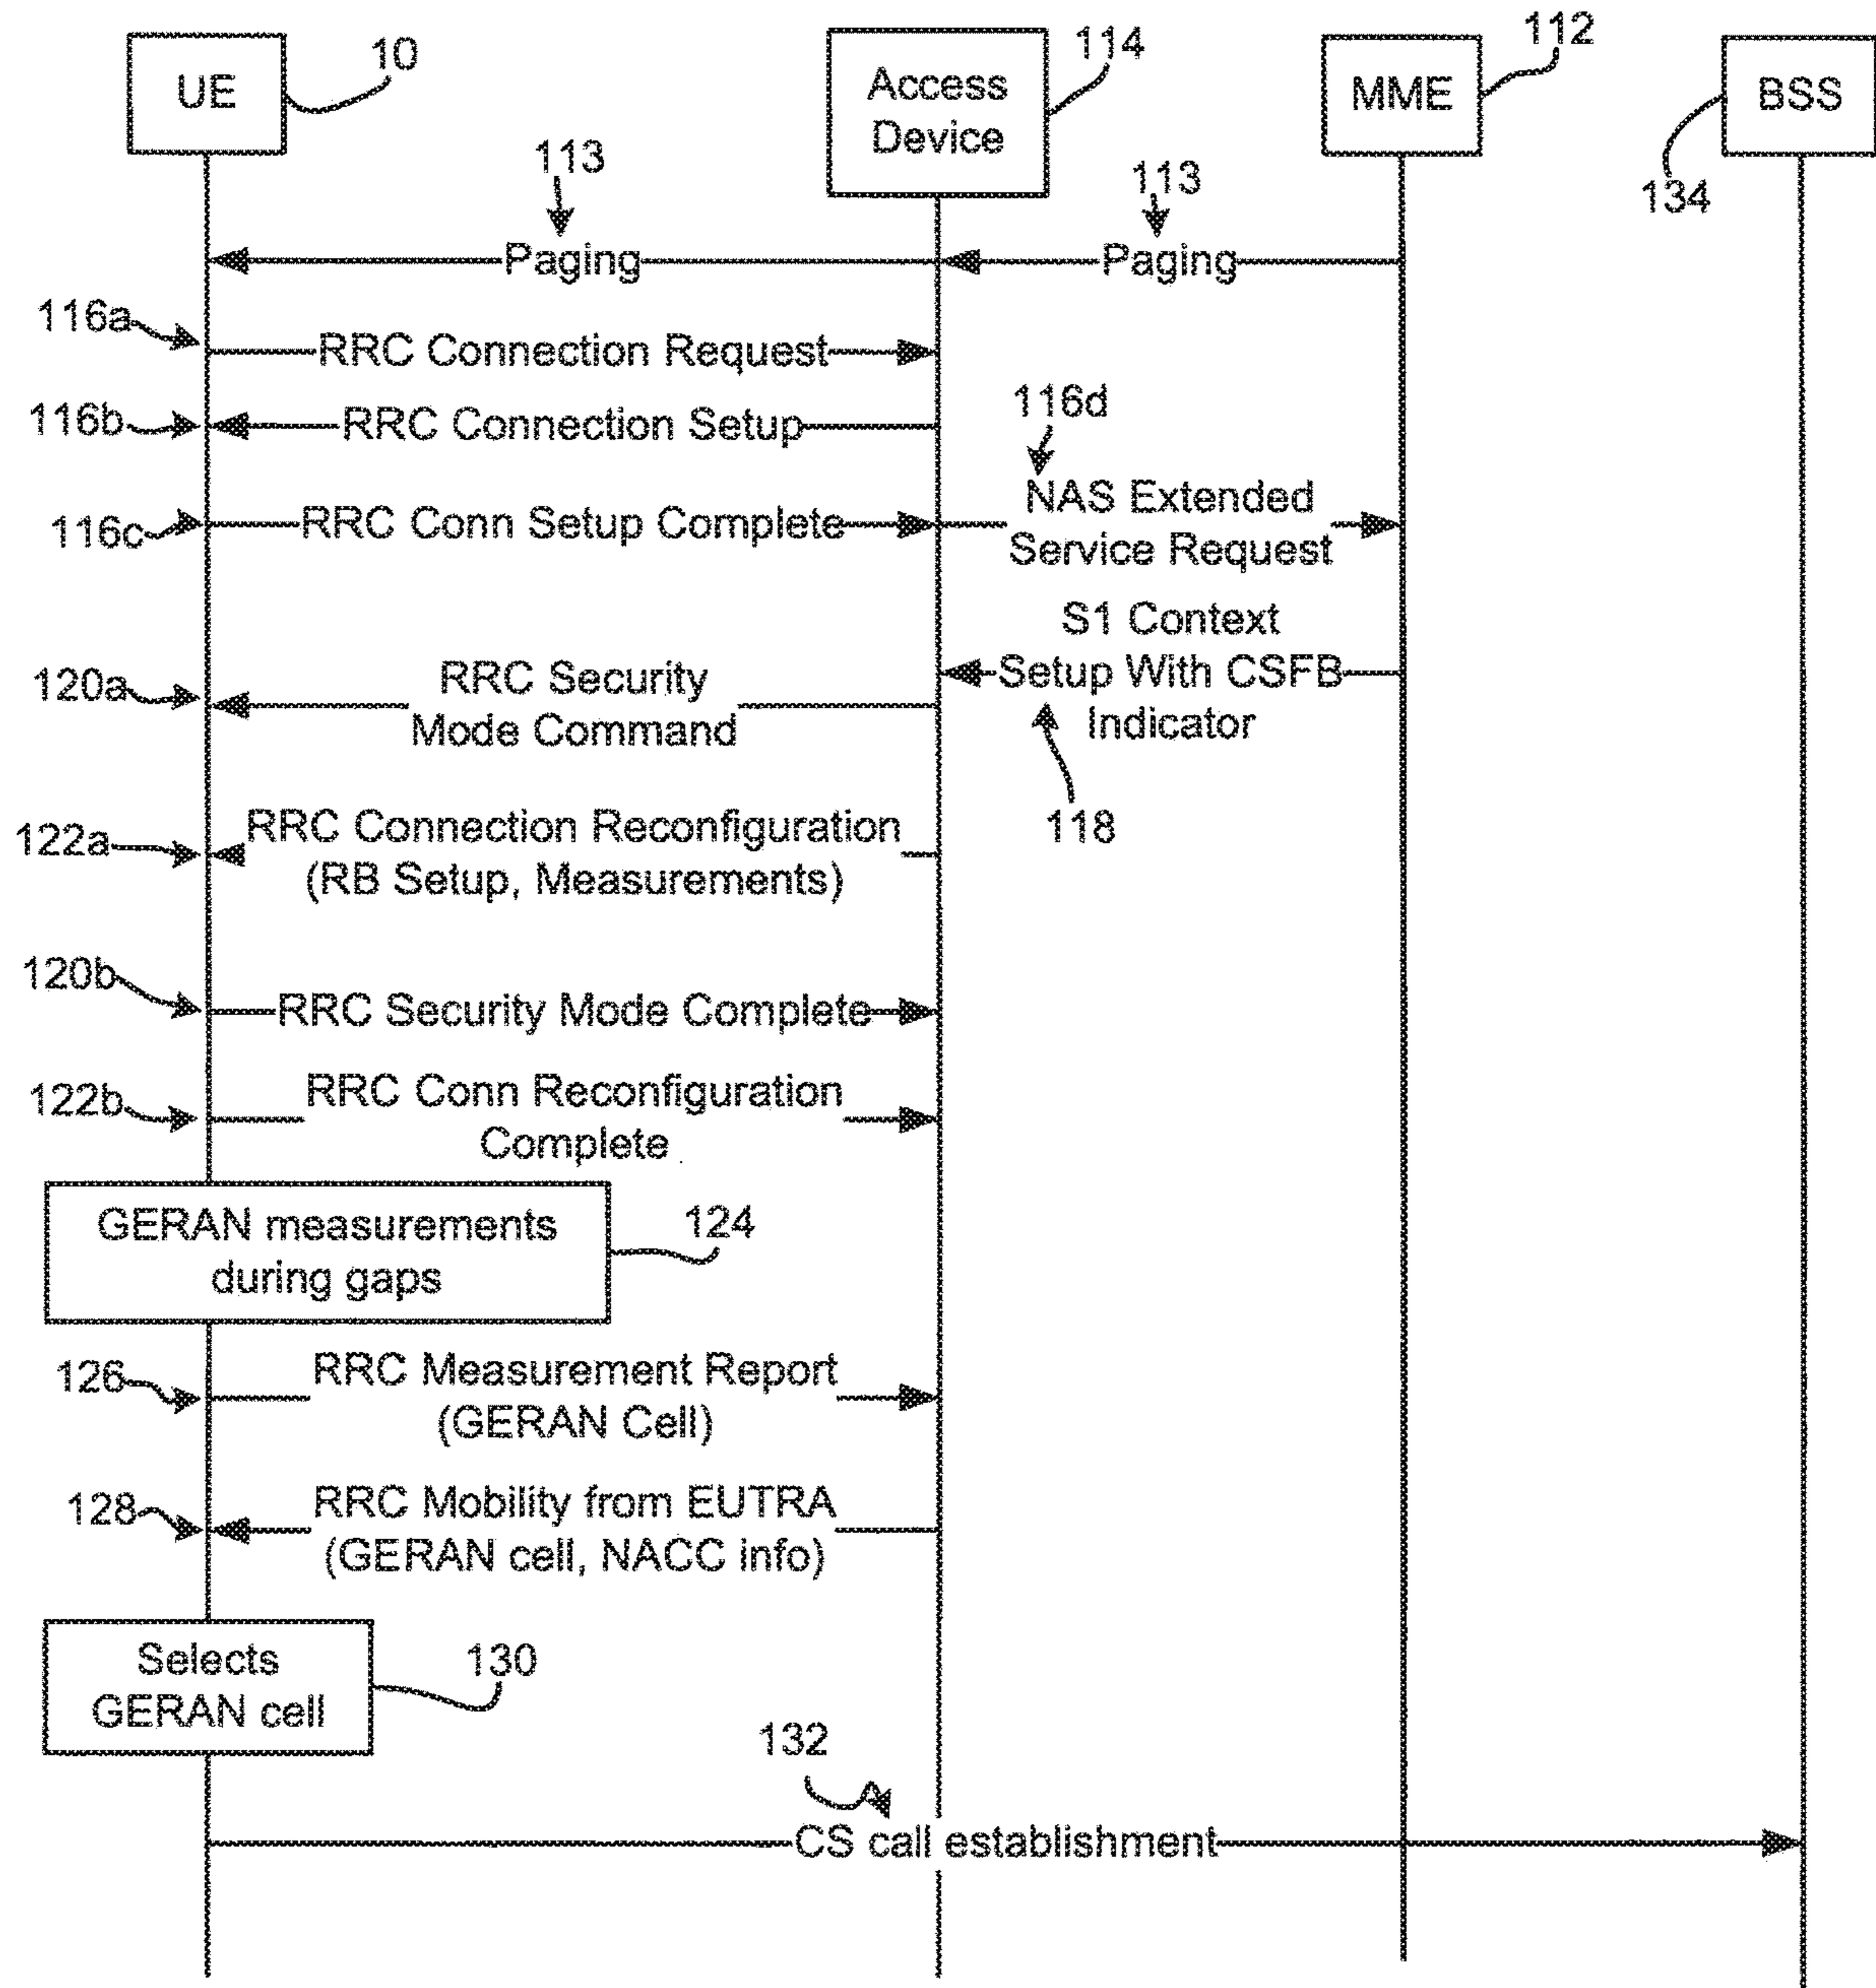 UE
10
Access
Device
114
MME
112
BSS
134
113
Paging
113
Paging
116a
RRC Connection Request
116b
RRC Connection Setup
116d
116c
RRC Conn Setup Complete
NAS Extended
Service Request
S1 Context
Setup With CSFB
Indicator
118
120a
RRC Security
Mode Command
122a
RRC Connection Reconfiguration
(RB Setup, Measurements)
120b
RRC Security Mode Complete
122b
RRC Conn Reconfiguration
Complete
GERAN measurements
during gaps
124
126
RRC Measurement Report
(GERAN Cell)
128
RRC Mobility from EUTRA
(GERAN cell, NACC info)
Selects
GERAN cell
130
132
CS call establishment